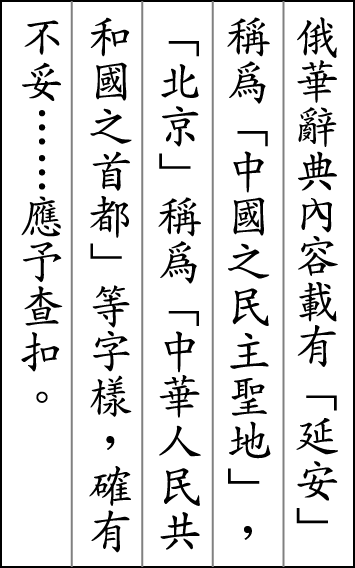 俄華辭典內容載有「延安」
稱爲「中國之民主聖地」，
「北京」稱爲「中華人民共
和國之首都」等字樣，確有
不妥……應予查扣。